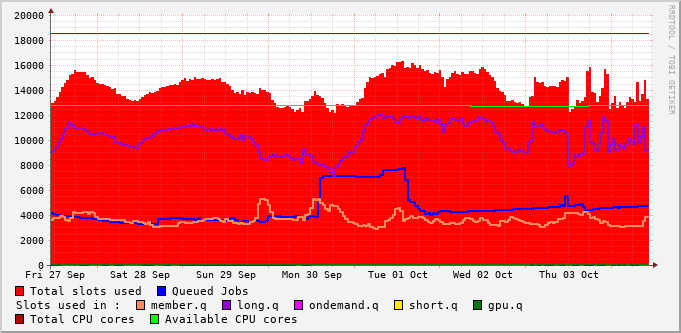 20000
18000
16000
14000
12000
10000
8000
6000
4000
2000
0
Fri 27 Sep Sat 28 Sep Sun 29 Sep Mon 30 Sep Tue 01 Oct Wed 02 Oct Thu 03 Oct
RRDTOOL / TOBI OETIKER
Total slots used Queued Jobs
Slots used in : member.q long.q ondemand.q short.q gpu.q
Total CPU cores Available CPU cores